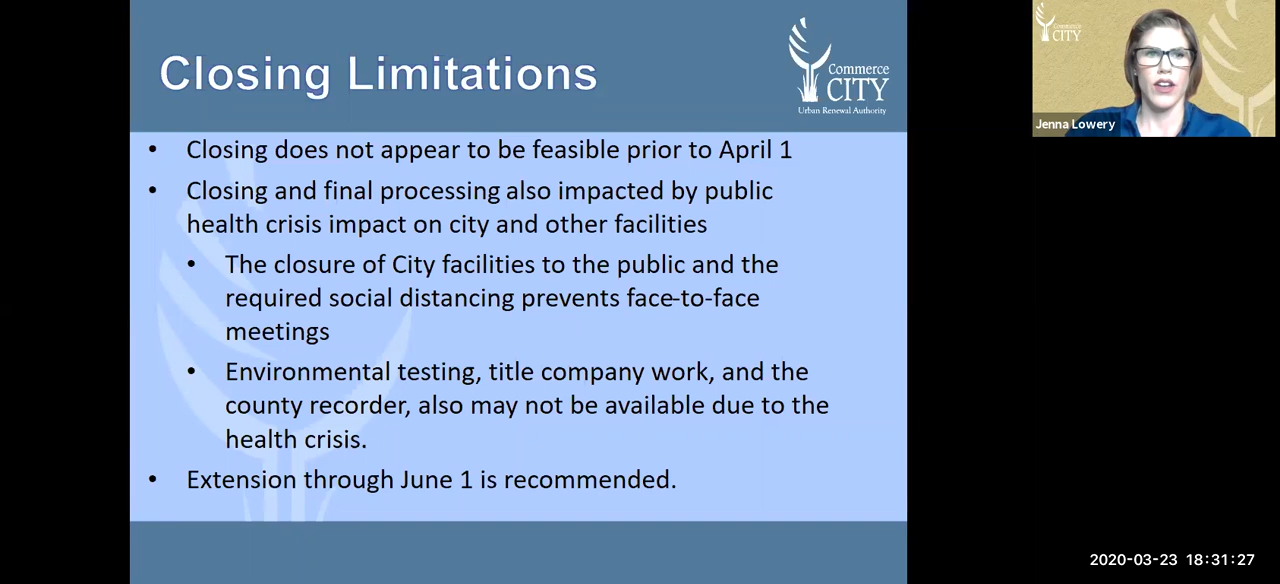 Closing Limitations
Commerce
CITY
Urban Renewal Authority
• Closing does not appear to be feasible prior to April 1
• Closing and final processing also impacted by public
health crisis impact on city and other facilities
• The closure of City facilities to the public and the
required social distancing prevents face-to-face
meetings
• Environmental testing, title company work, and the
county recorder, also may not be available due to the
health crisis.
• Extension through June 1 is recommended.
Commerce
CITY
Jenna Lowery
2020-03-23 18:31:27